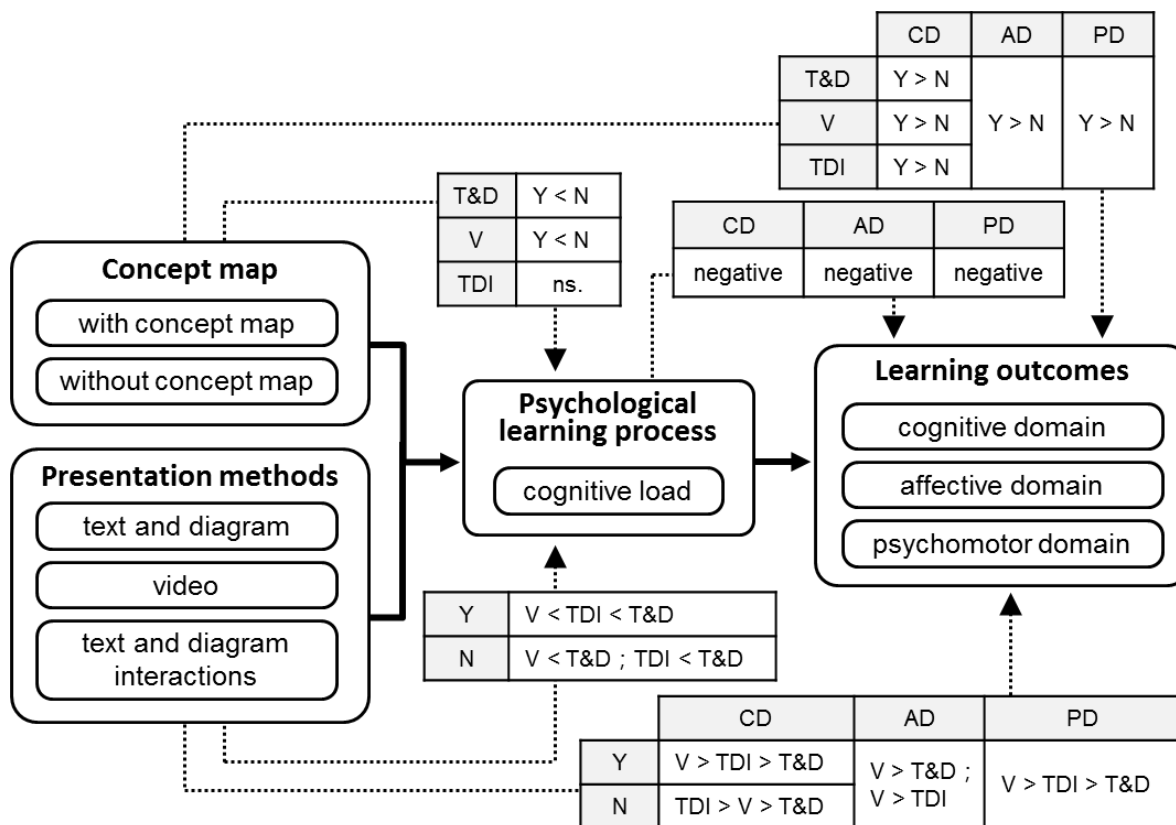 CD AD PD
T&D Y > N
V Y > N Y > N Y > N
TDI Y > N
T&D Y < N
V Y < N
TDI ns.
CD AD PD
negative negative negative
Concept map
with concept map
without concept map
Presentation methods
text and diagram
video
text and diagram
interactions
Psychological
learning process
cognitive load
Learning outcomes
cognitive domain
affective domain
psychomotor domain
Y V < TDI < T&D
N V < T&D ; TDI < T&D
CD AD PD
Y V > TDI > T&D
N TDI > V > T&D
V > T&D ;
V > TDI
V > TDI > T&D